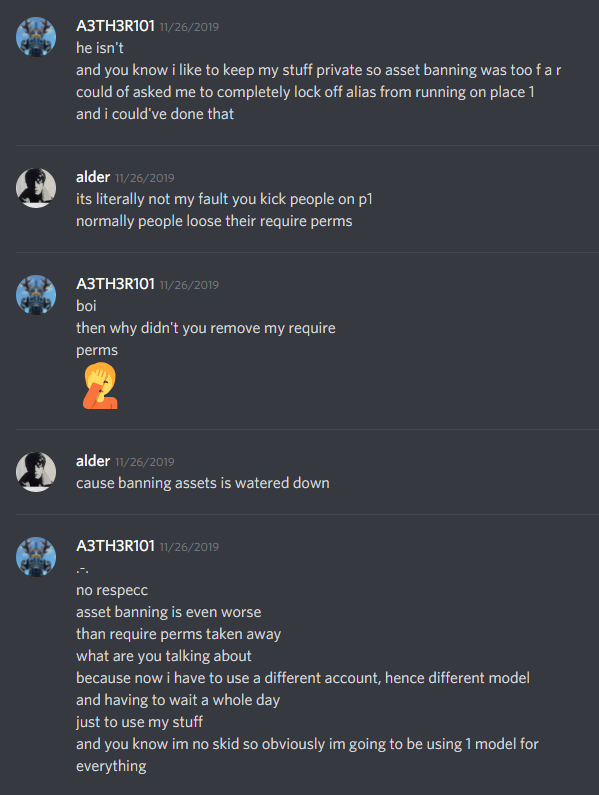 A3TH3R101 11/26/2019
he isn't
and you know i like to keep my stuff private so asset banning was too f a r
could of asked me to completely lock off alias from running on place 1
and i could've done that
alder 11/26/2019
its literally not my fault you kick people on p1
normally people loose their require perms
A3TH3R101 11/26/2019
boi
then why didn't you remove my require
perms
alder 11/26/2019
cause banning assets is watered down
A3TH3R101 11/26/2019
.-.
no respecc
asset banning is even worse
than require perms taken away
what are you talking about
because now i have to use a different account, hence different model
and having to wait a whole day
just to use my stuff
and you know im no skid so obviously im going to be using 1 model for
everything